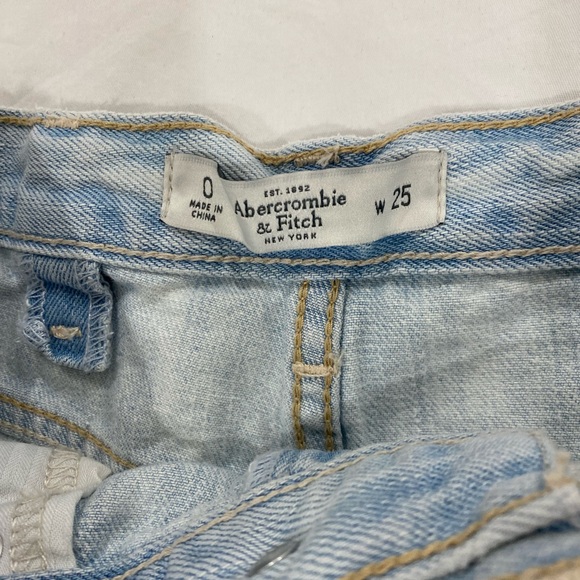 0
MADE IN
CHINA
EST. 1892
Abercrombie
& Fitch
NEW YORK
W 25